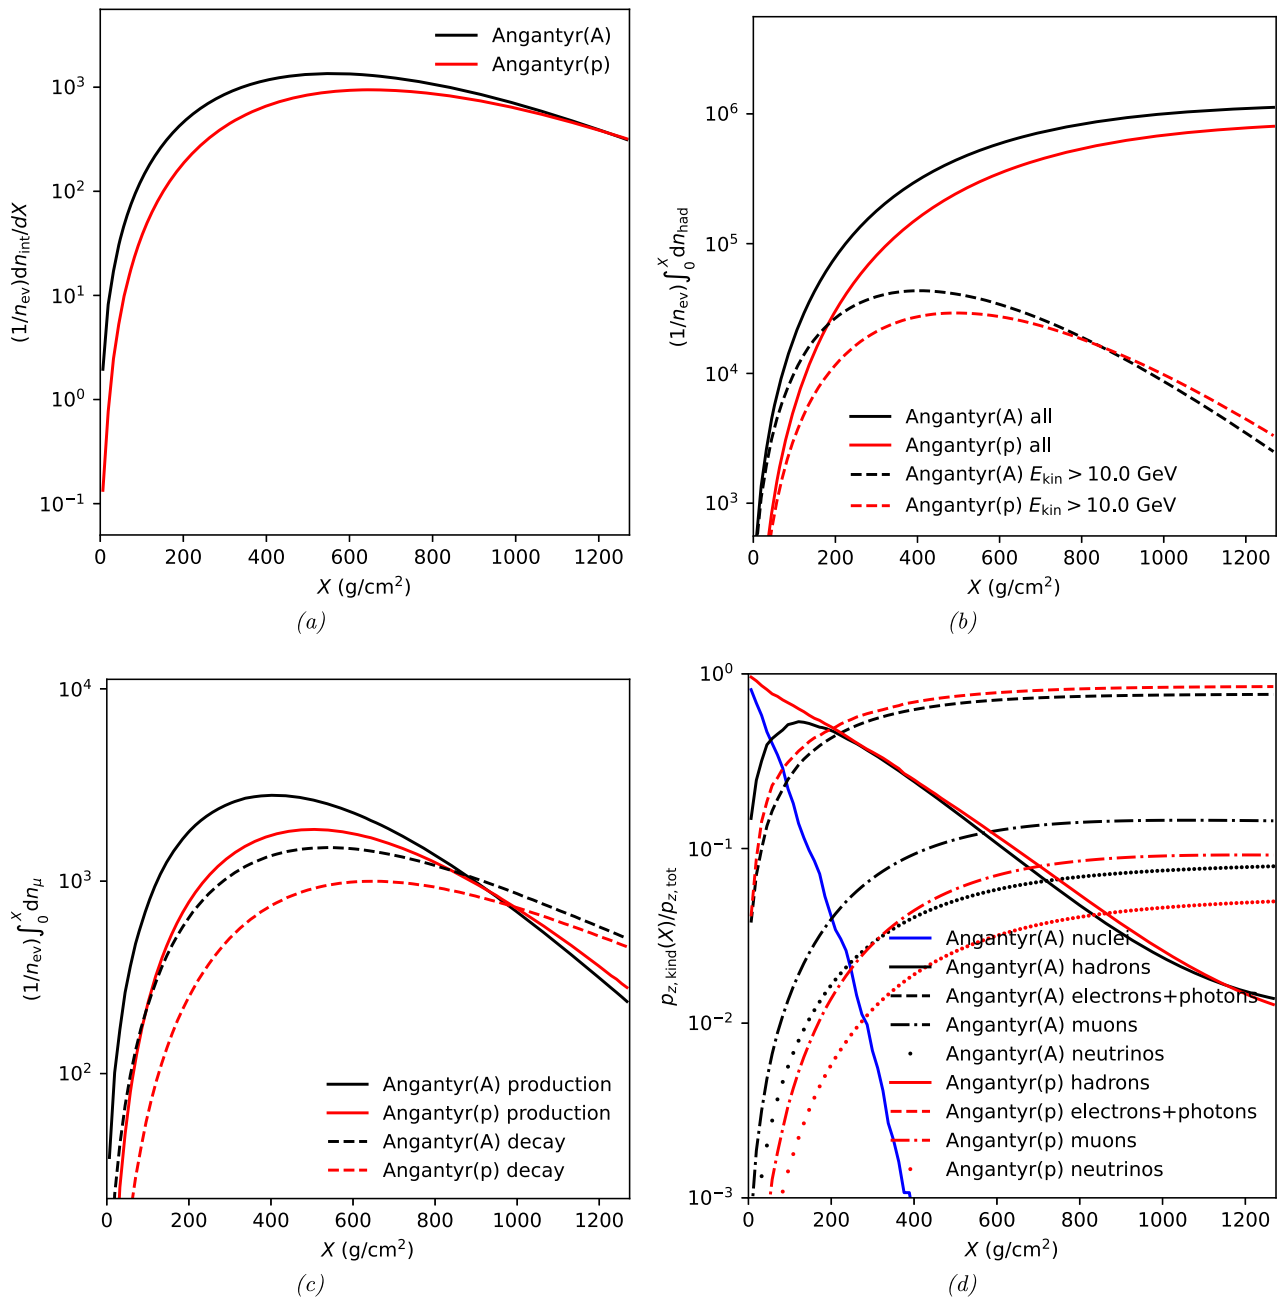 (1/n_ev)dn_int/dX
10^3
10^2
10^1
10^0
10^−1
Angantyr(A)
Angantyr(p)
0 200 400 600 800 1000 1200
X (g/cm^2)
(a)
(1/n_ev)∫_0^X dn_had
10^6
10^5
10^4
10^3
Angantyr(A) all
Angantyr(p) all
Angantyr(A) E_kin > 10.0 GeV
Angantyr(p) E_kin > 10.0 GeV
0 200 400 600 800 1000 1200
X (g/cm^2)
(b)
(1/n_ev)∫_0^X dn_μ
10^4
10^3
10^2
Angantyr(A) production
Angantyr(p) production
Angantyr(A) decay
Angantyr(p) decay
0 200 400 600 800 1000 1200
X (g/cm^2)
(c)
p_z,kind(X)/p_z,tot
10^0
10^−1
10^−2
10^−3
Angantyr(A) nuclei
Angantyr(A) hadrons
Angantyr(A) electrons+photons
Angantyr(A) muons
Angantyr(A) neutrinos
Angantyr(p) hadrons
Angantyr(p) electrons+photons
Angantyr(p) muons
Angantyr(p) neutrinos
0 200 400 600 800 1000 1200
X (g/cm^2)
(d)